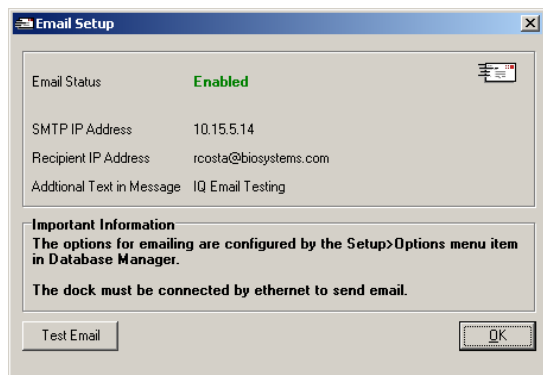 Email Setup
Email Status Enabled
SMTP IP Address 10.15.5.14
Recipient IP Address rcosta@biosystems.com
Addtional Text in Message IQ Email Testing
Important Information
The options for emailing are configured by the Setup>Options menu item
in Database Manager.
The dock must be connected by ethernet to send email.
Test Email OK